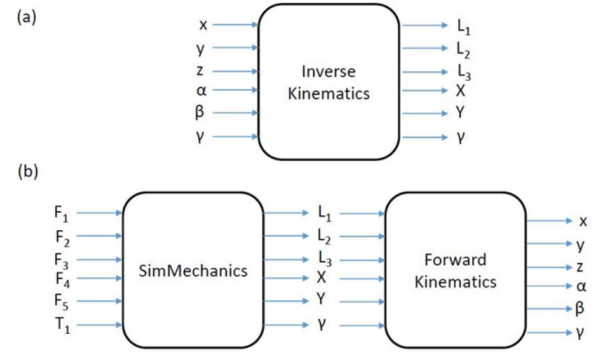 (a)
x
y
z
α
β
γ
Inverse
Kinematics
L₁
L₂
L₃
X
Y
γ
(b)
F₁
F₂
F₃
F₄
F₅
T₁
SimMechanics
L₁
L₂
L₃
X
Y
γ
Forward
Kinematics
x
y
z
α
β
γ